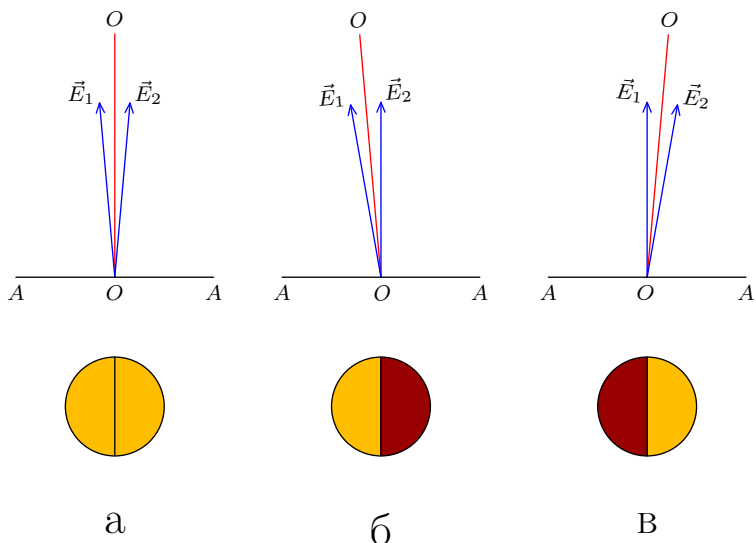 O O O
E⃗₁ E⃗₂ E⃗₁ E⃗₂ E⃗₁ E⃗₂
A O A A O A A O A
а б в